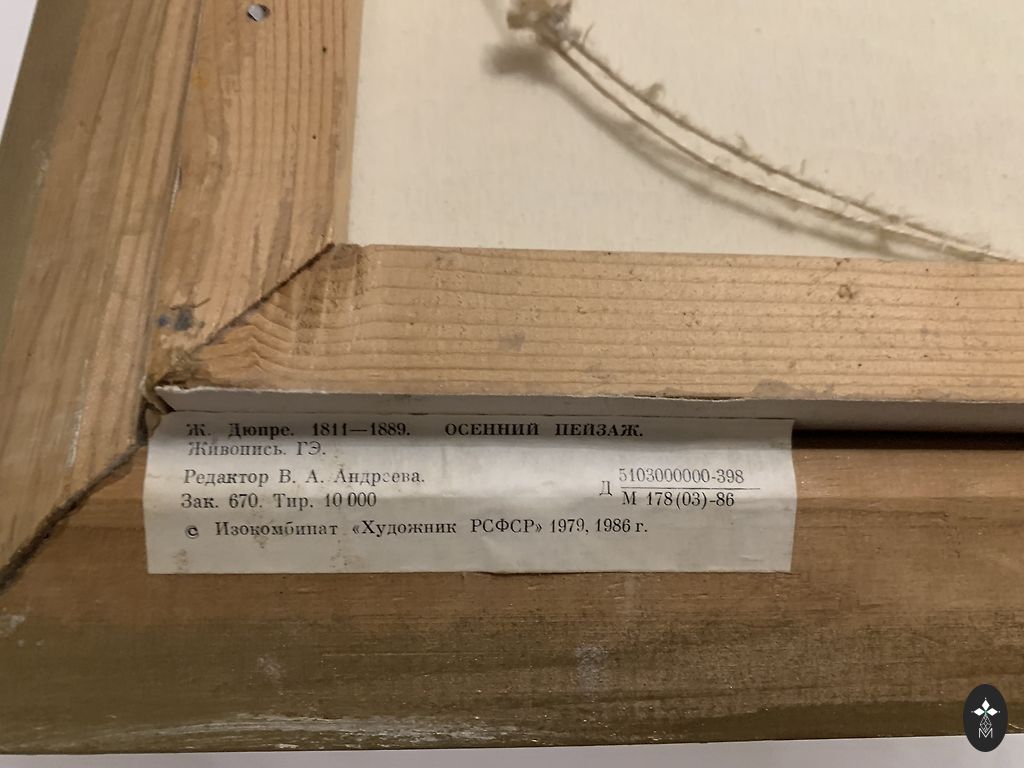 Ж. Дюпре. 1811—1889. ОСЕННИЙ ПЕЙЗАЖ.
Живопись. ГЭ.
Редактор В. А. Андреева.
Зак. 670. Тир. 10 000
Д 5103000000-398
М 178(03)-86
© Изокомбинат «Художник РСФСР» 1979, 1986 г.
M